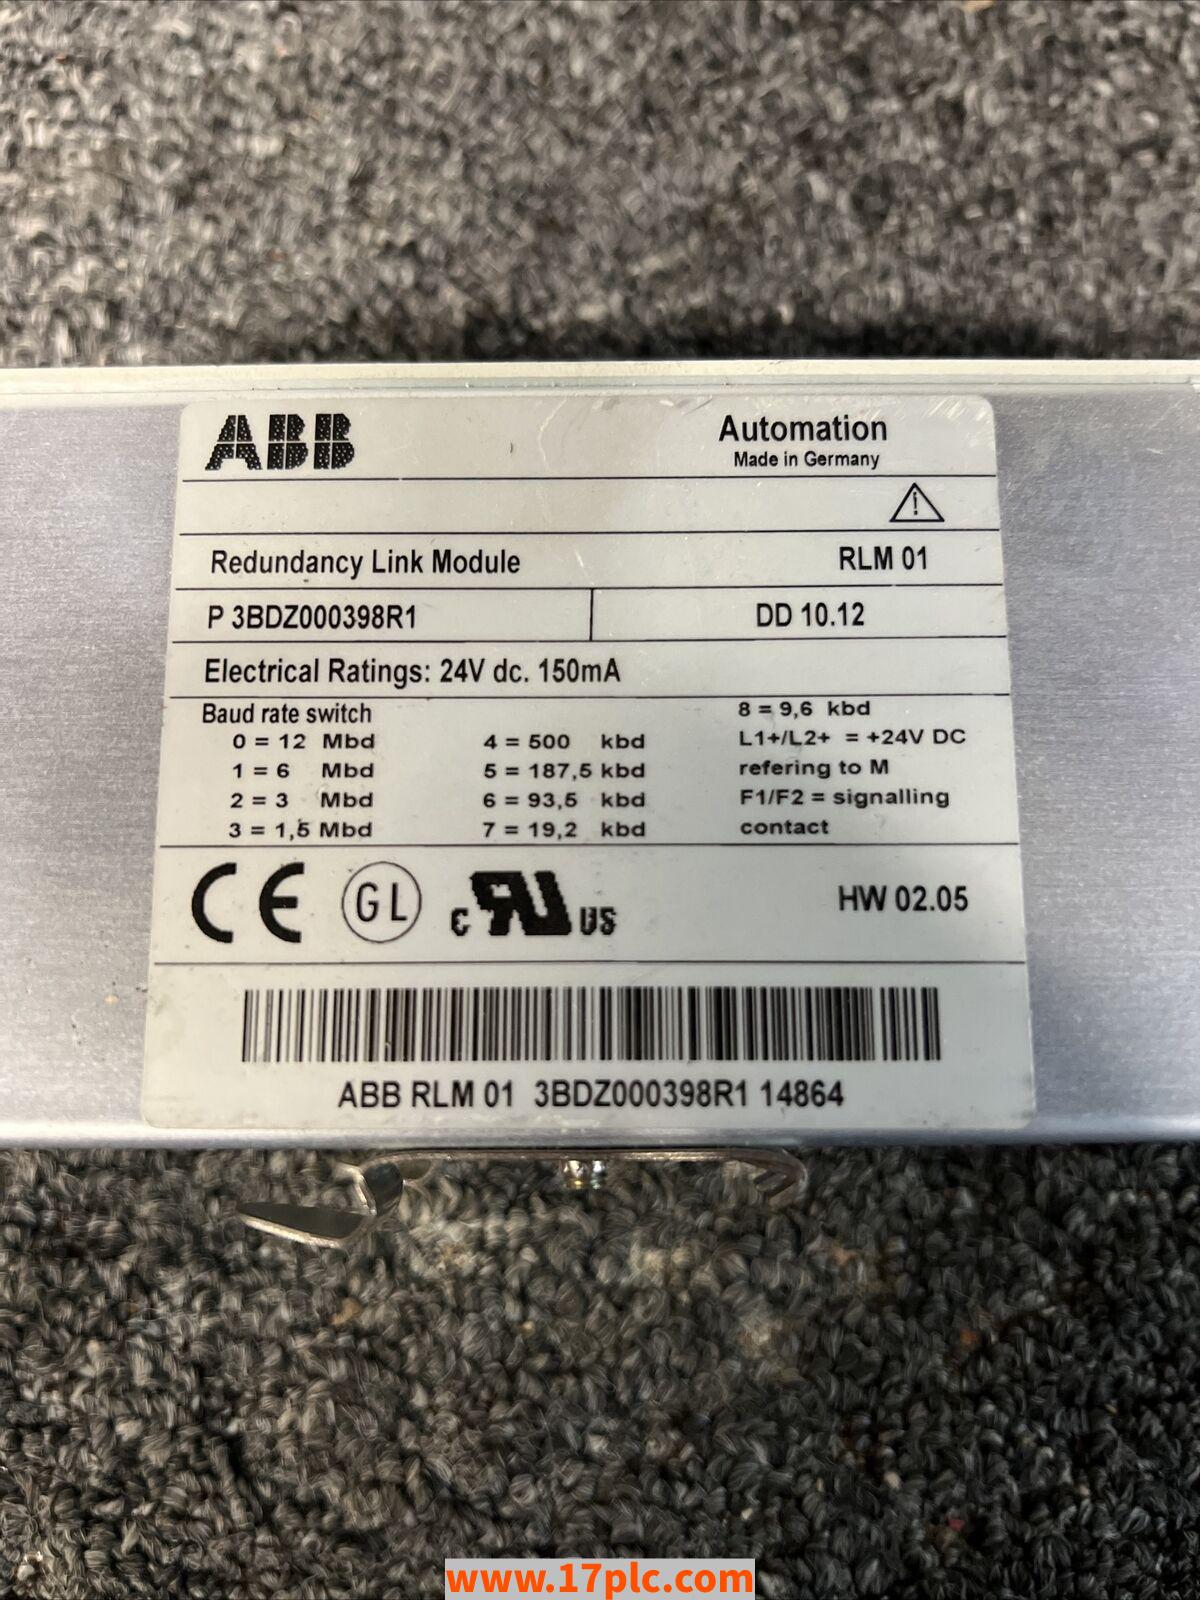 ABB Automation
Made in Germany
Redundancy Link Module RLM 01
P 3BDZ000398R1 DD 10.12
Electrical Ratings: 24V dc. 150mA
Baud rate switch
0 = 12 Mbd
1 = 6 Mbd
2 = 3 Mbd
3 = 1,5 Mbd
4 = 500 kbd
5 = 187,5 kbd
6 = 93,5 kbd
7 = 19,2 kbd
8 = 9,6 kbd
L1+/L2+ = +24V DC
refering to M
F1/F2 = signalling
contact
CE GL c RU US HW 02.05
ABB RLM 01 3BDZ000398R1 14864
www.17plc.com